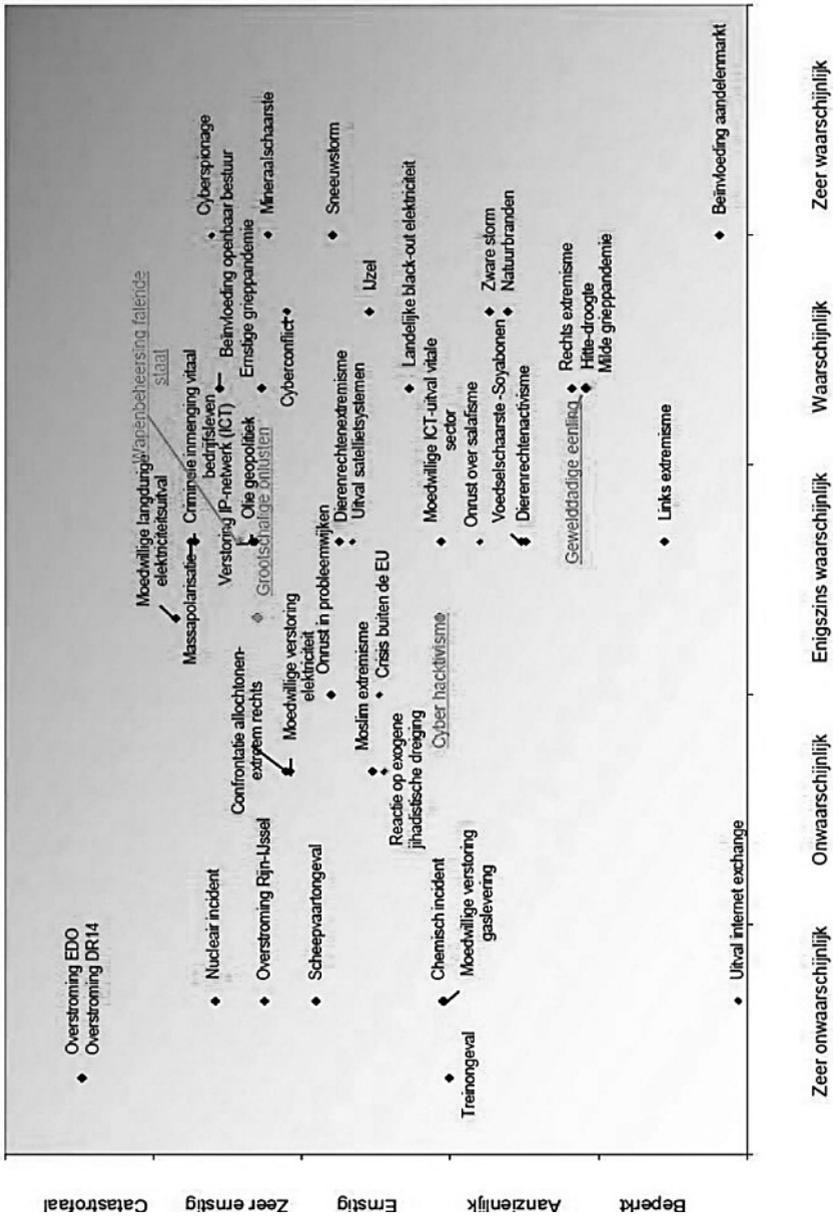 Catastrofaal
Zeer ernstig
Ernstig
Aanzienlijk
Beperkt
Overstroming EDO
Overstroming DR14
Nucleair incident
Overstroming Rijn-IJssel
Scheepvaartongeval
Treinongeval
Chemisch incident
Moedwillige verstoring
gaslevering
Uitval internet exchange
Confrontatie allochtonen-
extreem rechts
Moedwillige verstoring
elektriciteit
Onrust in probleemwijken
Moslim extremisme
Crisis buiten de EU
Reactie op exogene
jihadistische dreiging
Cyber hacktivisme
Moedwillige langdurige
elektriciteitsuitval
Massapolarisatie
Wapenbeheersing falende
staat
Criminele inmenging vitaal
bedrijfsleven
Verstoring IP-netwerk (ICT)
Olie geopolitiek
Grootschalige onlusten
Dierenrechtenextremisme
Uitval satellietsystemen
Moedwillige ICT-uitval vitale
sector
Onrust over salafisme
Voedselschaarste -Soyabonen
Dierenrechtenactivisme
Gewelddadige eenling
Links extremisme
Cyberspionage
Beïnvloeding openbaar bestuur
Ernstige grieppandemie
Mineraalschaarste
Cyberconflict
Sneeuwstorm
IJzel
Landelijke black-out elektriciteit
Zware storm
Natuurbranden
Rechts extremisme
Hitte-droogte
Milde grieppandemie
Beïnvloeding aandelenmarkt
Zeer onwaarschijnlijk
Onwaarschijnlijk
Enigszins waarschijnlijk
Waarschijnlijk
Zeer waarschijnlijk